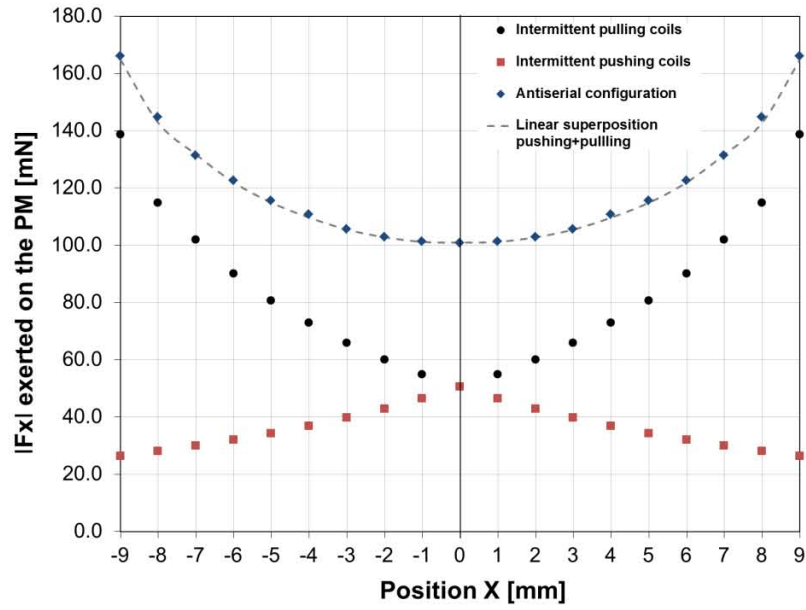 180.0
160.0
140.0
120.0
100.0
80.0
60.0
40.0
20.0
0.0
|Fx| exerted on the PM [mN]
Intermittent pulling coils
Intermittent pushing coils
Antiserial configuration
Linear superposition
pushing+pullling
-9 -8 -7 -6 -5 -4 -3 -2 -1 0 1 2 3 4 5 6 7 8 9
Position X [mm]